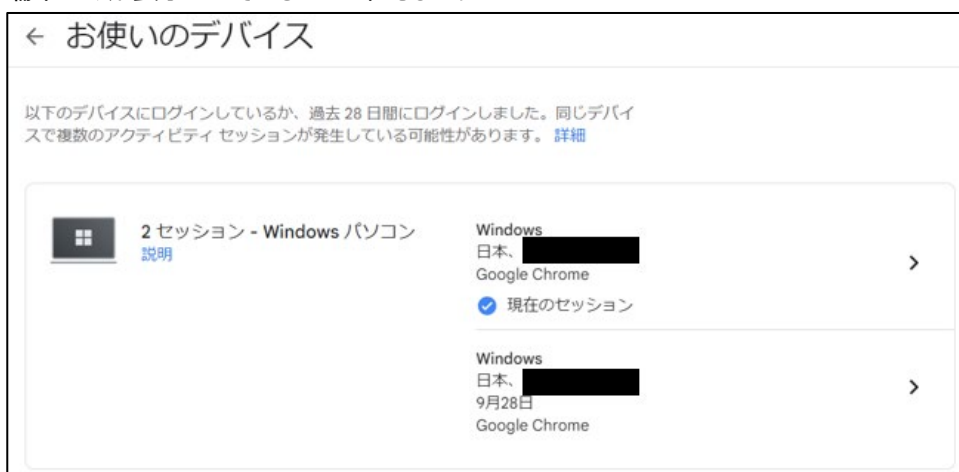 ← お使いのデバイス
以下のデバイスにログインしているか、過去 28 日間にログインしました。同じデバイ
スで複数のアクティビティ セッションが発生している可能性があります。 詳細
2 セッション - Windows パソコン
説明
Windows
日本、
Google Chrome
現在のセッション
Windows
日本、
9月28日
Google Chrome